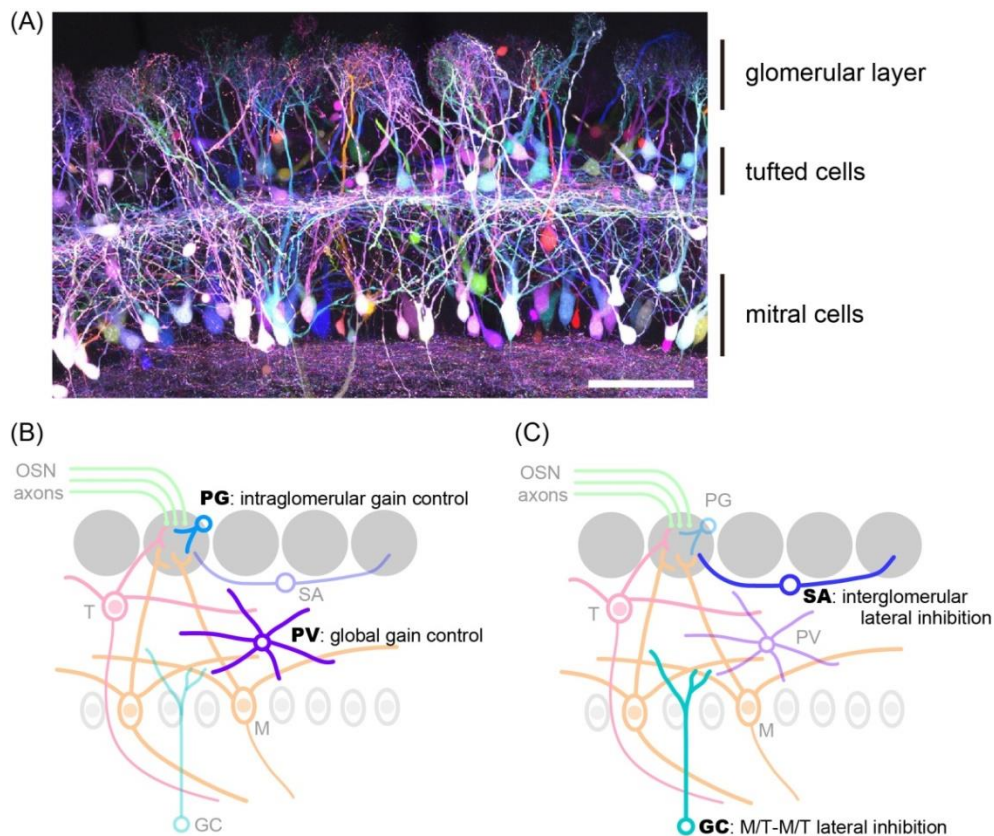 (A)
glomerular layer
tufted cells
mitral cells
(B)
OSN
axons
PG: intraglomerular gain control
SA
T
PV: global gain control
M
GC
(C)
OSN
axons
PG
SA: interglomerular
lateral inhibition
T
PV
M
GC: M/T-M/T lateral inhibition